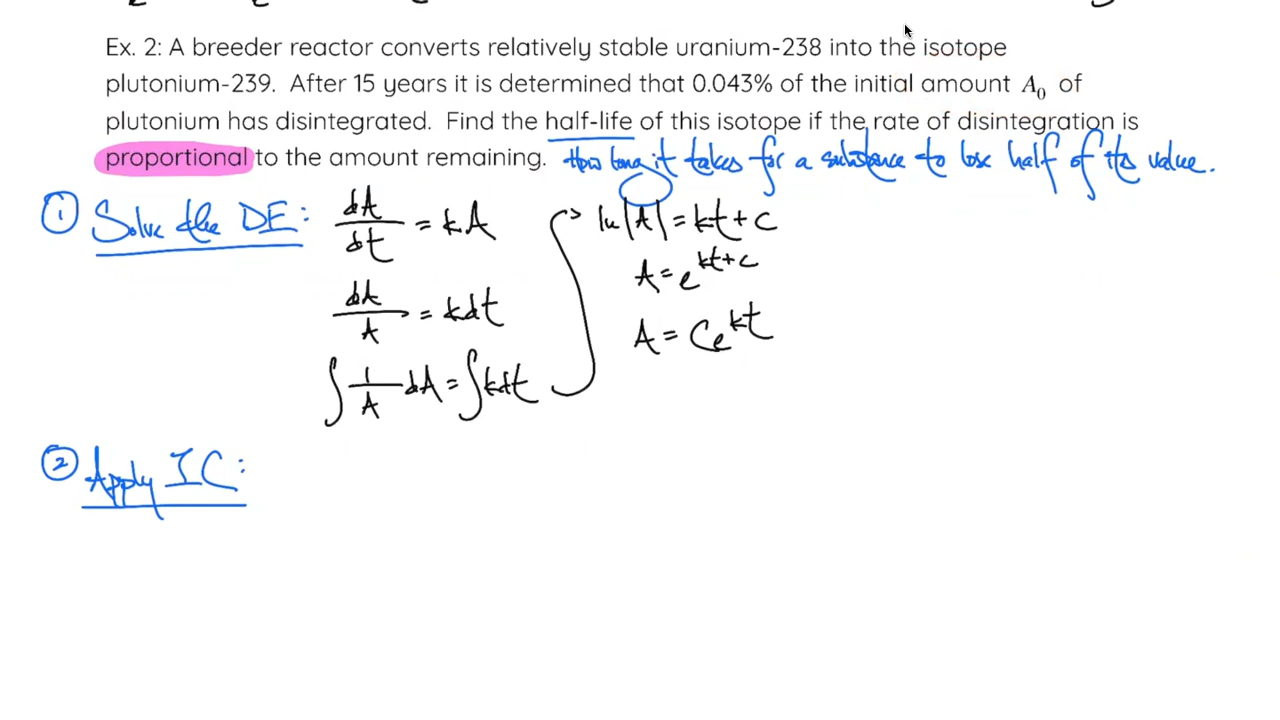 Ex. 2: A breeder reactor converts relatively stable uranium-238 into the isotope
plutonium-239. After 15 years it is determined that 0.043% of the initial amount A₀ of
plutonium has disintegrated. Find the half-life of this isotope if the rate of disintegration is
proportional to the amount remaining. How long it takes for a substance to lose half of its value.
① Solve the DE: dA/dt = kA
dA/A = kdt
∫ 1/A dA = ∫ kdt
ln|A| = kt + c
A = e^(kt+c)
A = Ce^(kt)
② Apply IC: